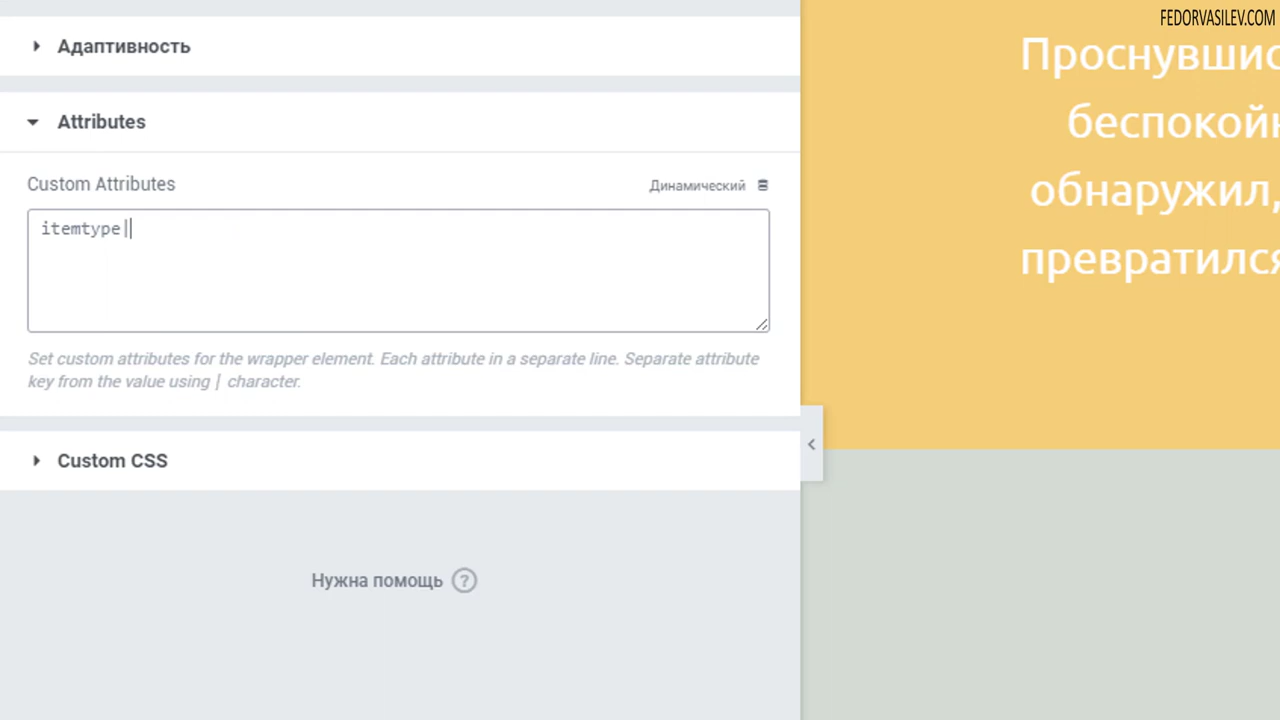 FEDORVASILEV.COM
Адаптивность
Attributes
Custom Attributes
Динамический
itemtype|
Set custom attributes for the wrapper element. Each attribute in a separate line. Separate attribute
key from the value using | character.
Custom CSS
Нужна помощь ?
Проснувшис
беспокой
обнаружил,
превратился